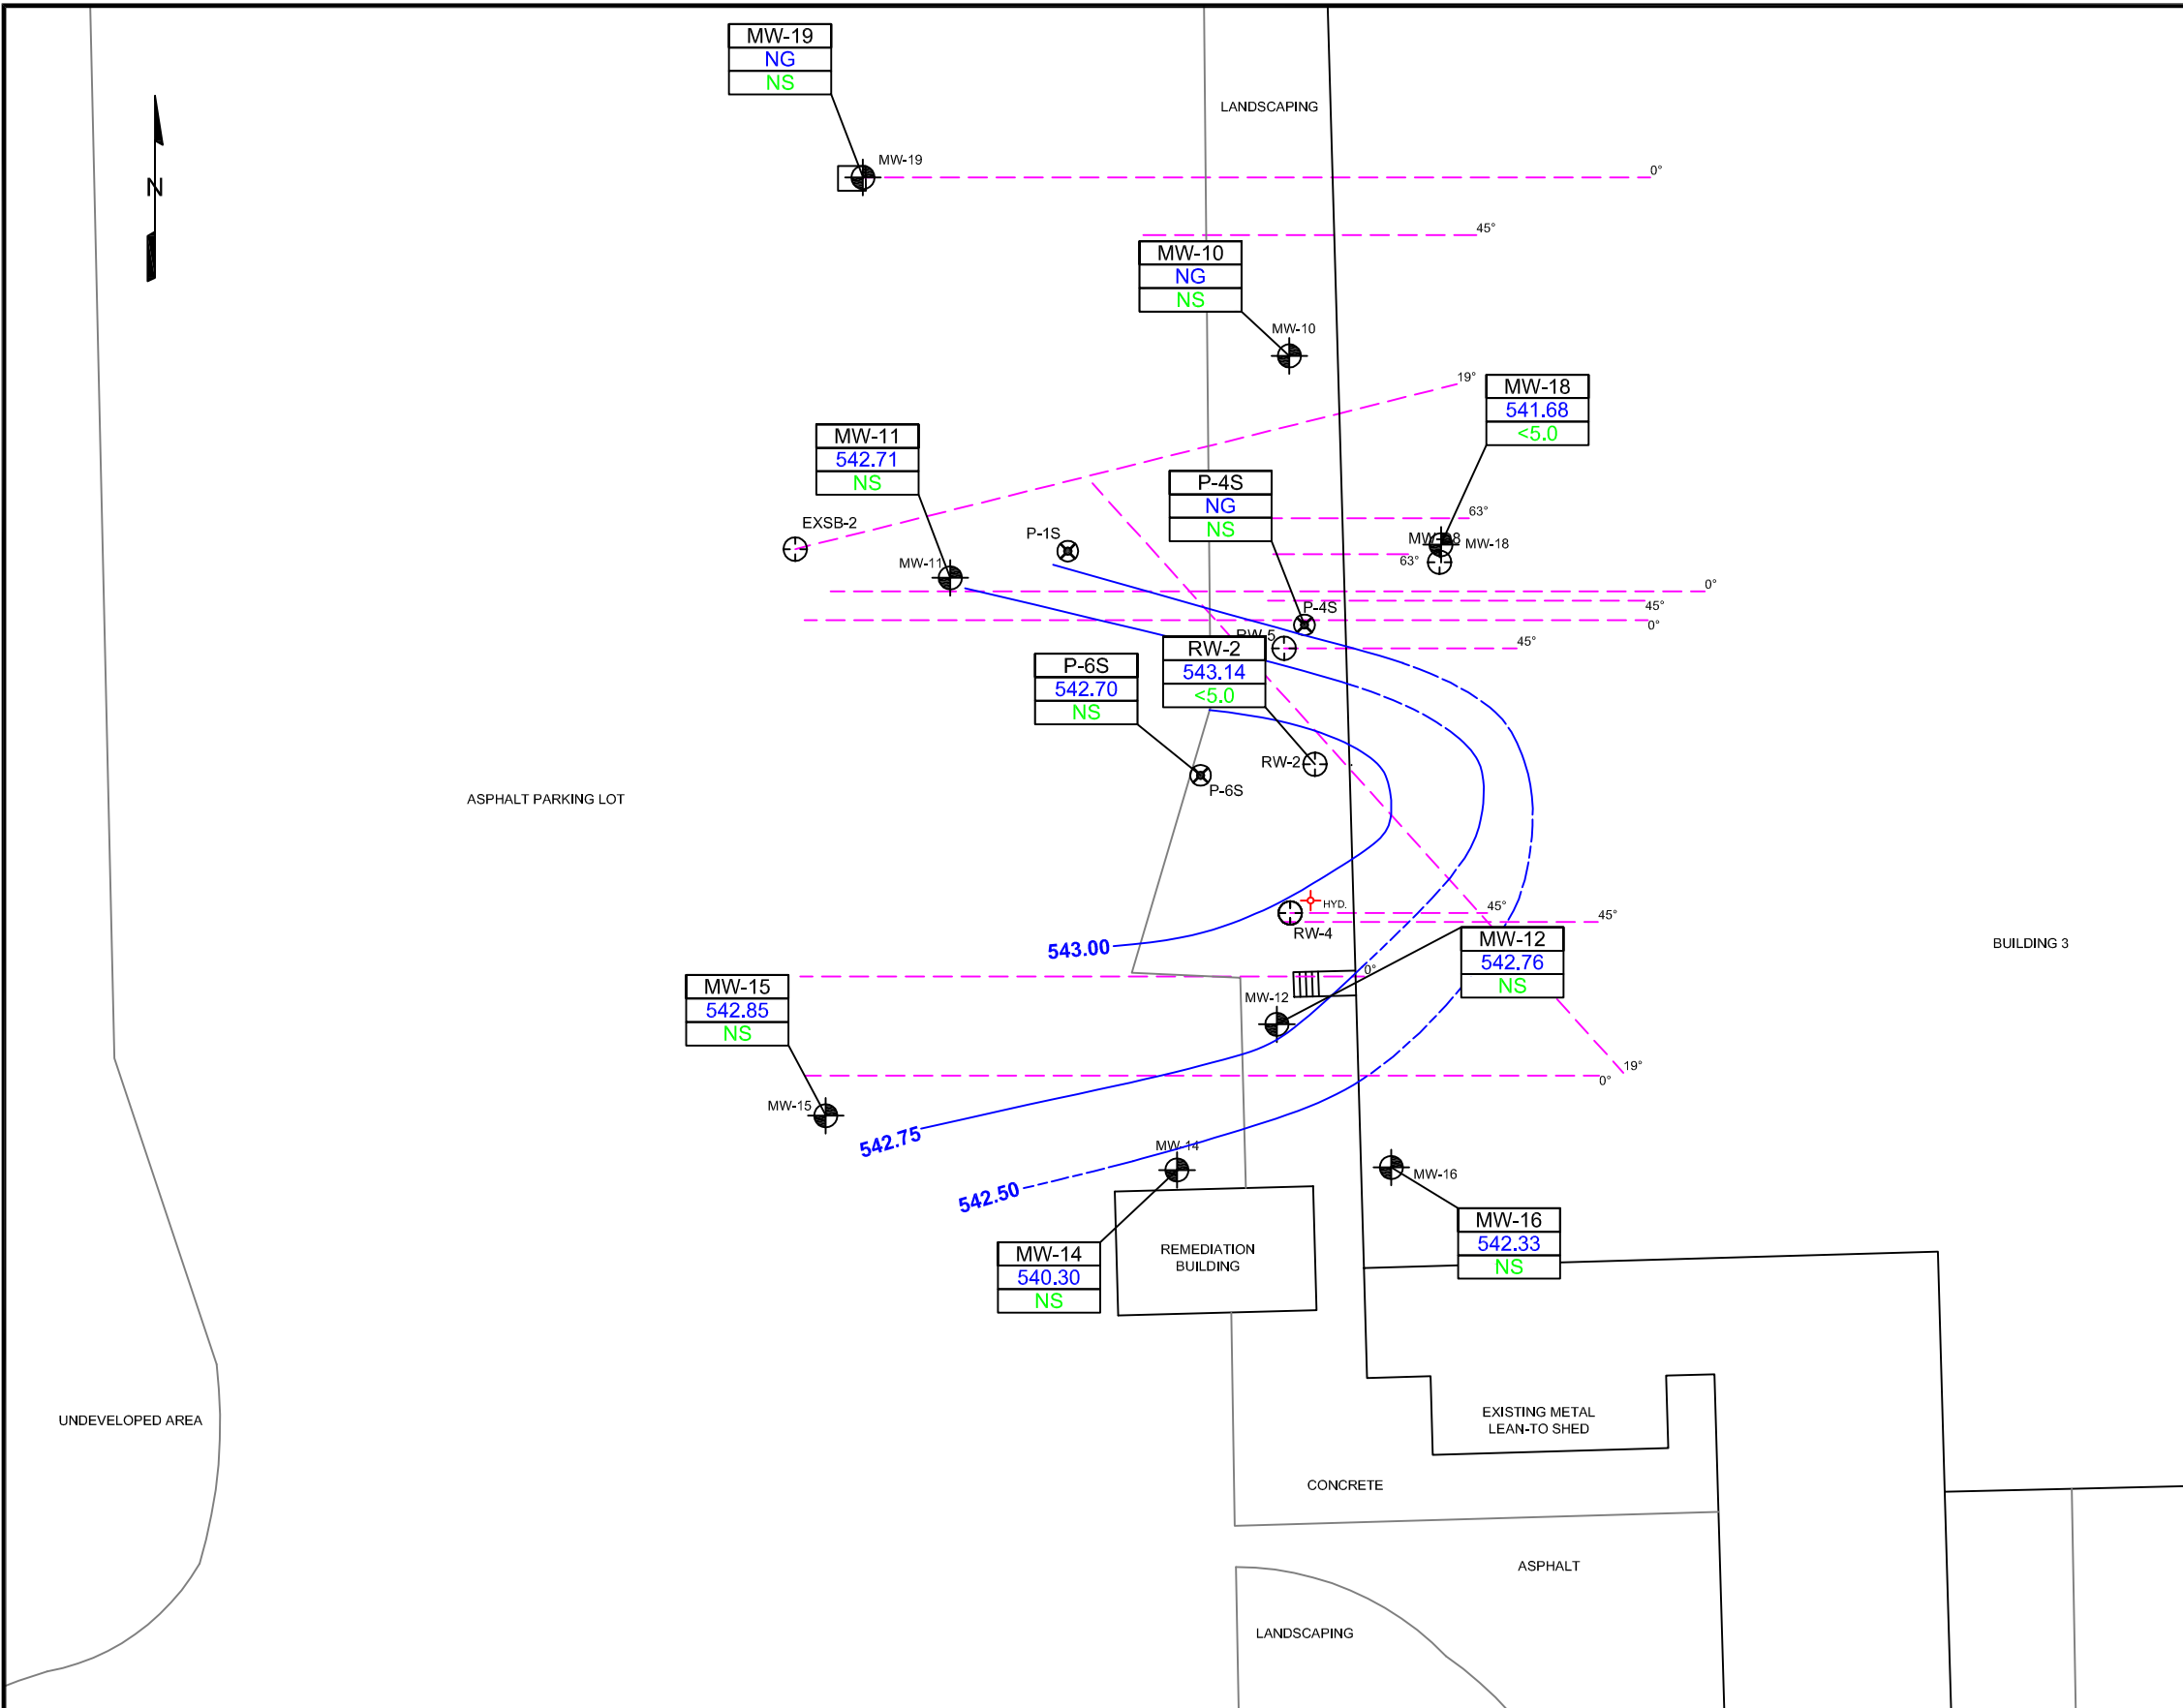 MW-19
NG
NS
LANDSCAPING
MW-19
0°
N
45°
MW-10
NG
NS
MW-10
19°
MW-18
541.68
<5.0
MW-11
542.71
NS
P-4S
NG
NS
63°
EXSB-2
P-1S
MW-18
63°
MW-11
0°
P-4S
45°
0°
45°
RW-2
543.14
<5.0
P-6S
542.70
NS
RW-2
P-6S
ASPHALT PARKING LOT
HYD.
45°
45°
RW-4
543.00
MW-12
542.76
NS
BUILDING 3
0°
MW-15
542.85
NS
MW-12
19°
0°
MW-15
542.75
MW-14
MW-16
542.50
MW-16
542.33
NS
MW-14
540.30
NS
REMEDIATION
BUILDING
UNDEVELOPED AREA
EXISTING METAL
LEAN-TO SHED
CONCRETE
ASPHALT
LANDSCAPING